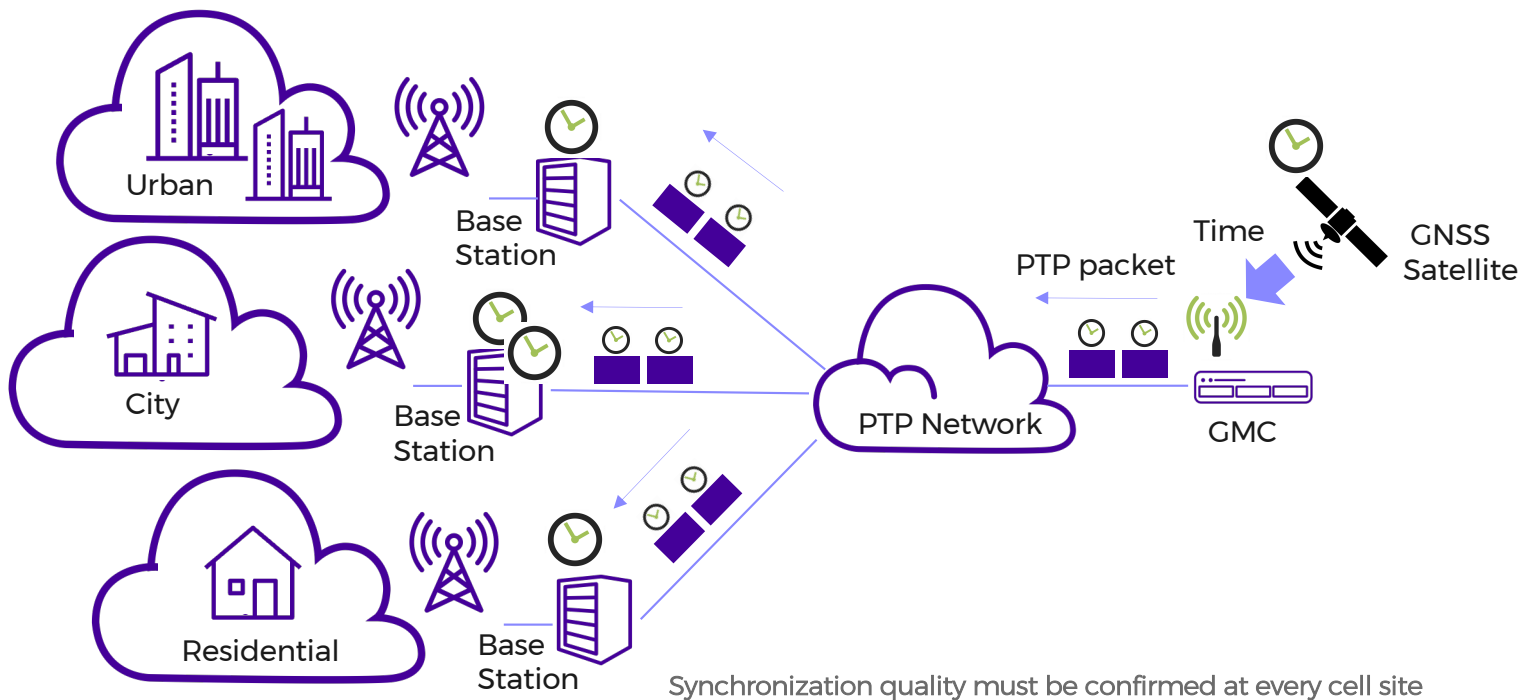 Urban
Base
Station
Time
GNSS
Satellite
PTP packet
City
Base
Station
PTP Network
GMC
Residential
Base
Station
Synchronization quality must be confirmed at every cell site